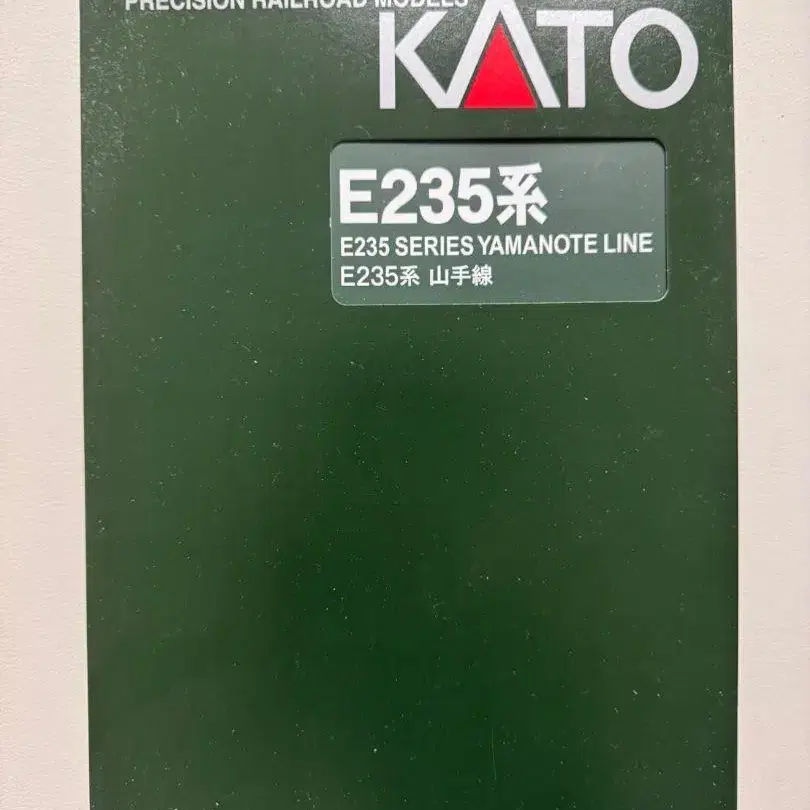 PRECISION RAILROAD MODELS
KATO
E235系
E235 SERIES YAMANOTE LINE
E235系 山手線